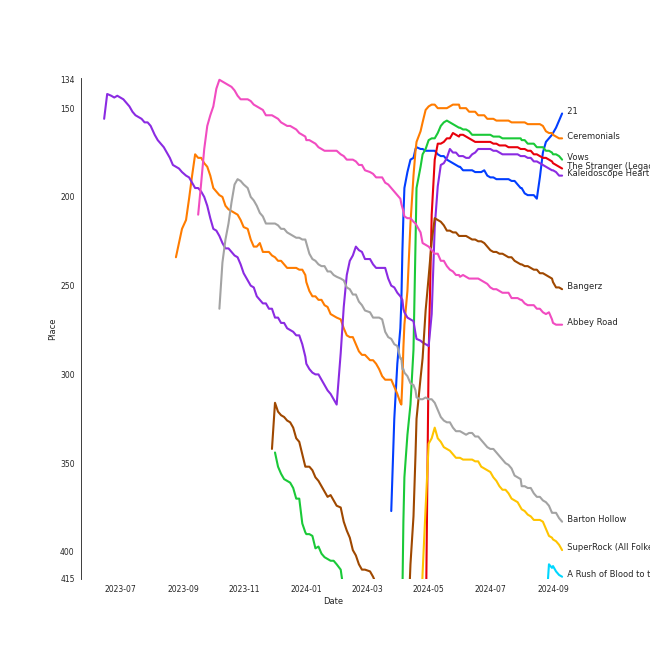 134
150
200
250
300
350
400
415
Place
2023-07
2023-09
2023-11
2024-01
2024-03
2024-05
2024-07
2024-09
Date
21
Ceremonials
Vows
The Stranger (Legac
Kaleidoscope Heart
Bangerz
Abbey Road
Barton Hollow
SuperRock (All Folke
A Rush of Blood to t